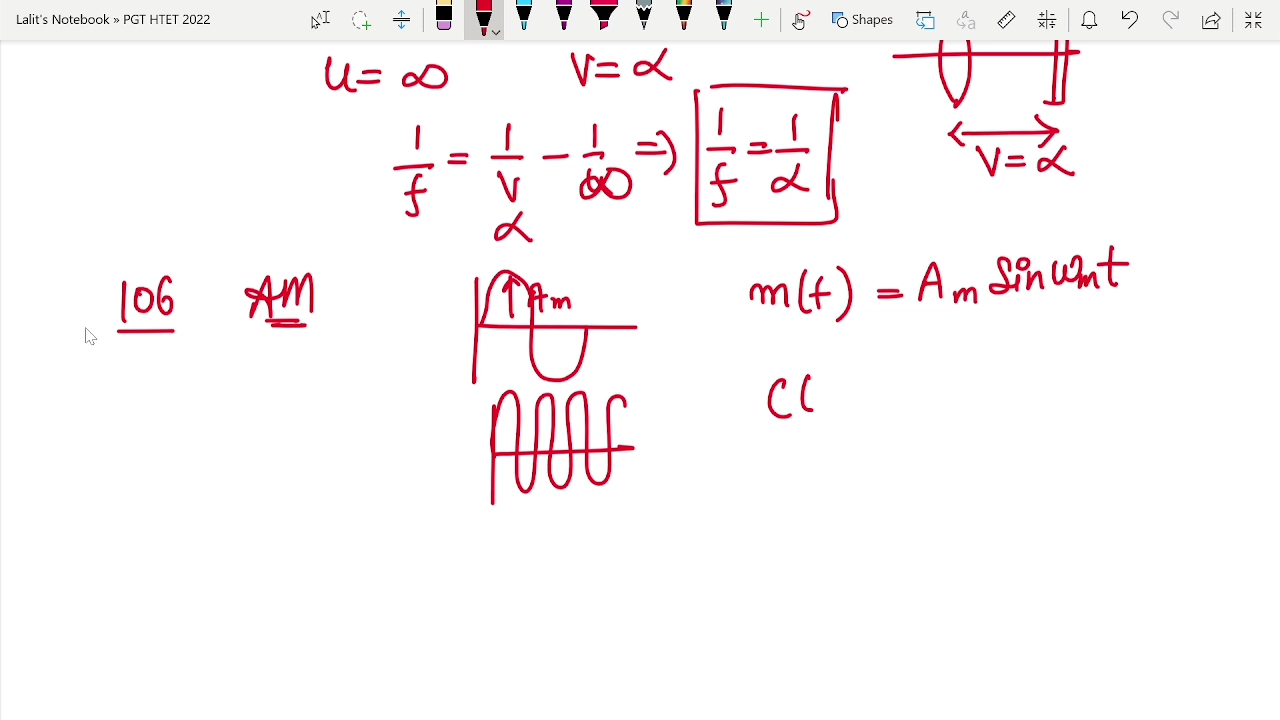 Lalit's Notebook » PGT HTET 2022
Shapes
u = ∞
v = α
1/f = 1/v - 1/∞ ⇒ 1/f = 1/α
α
v = α
106
AM
Am
m(t) = Am Sin ωmt
C(